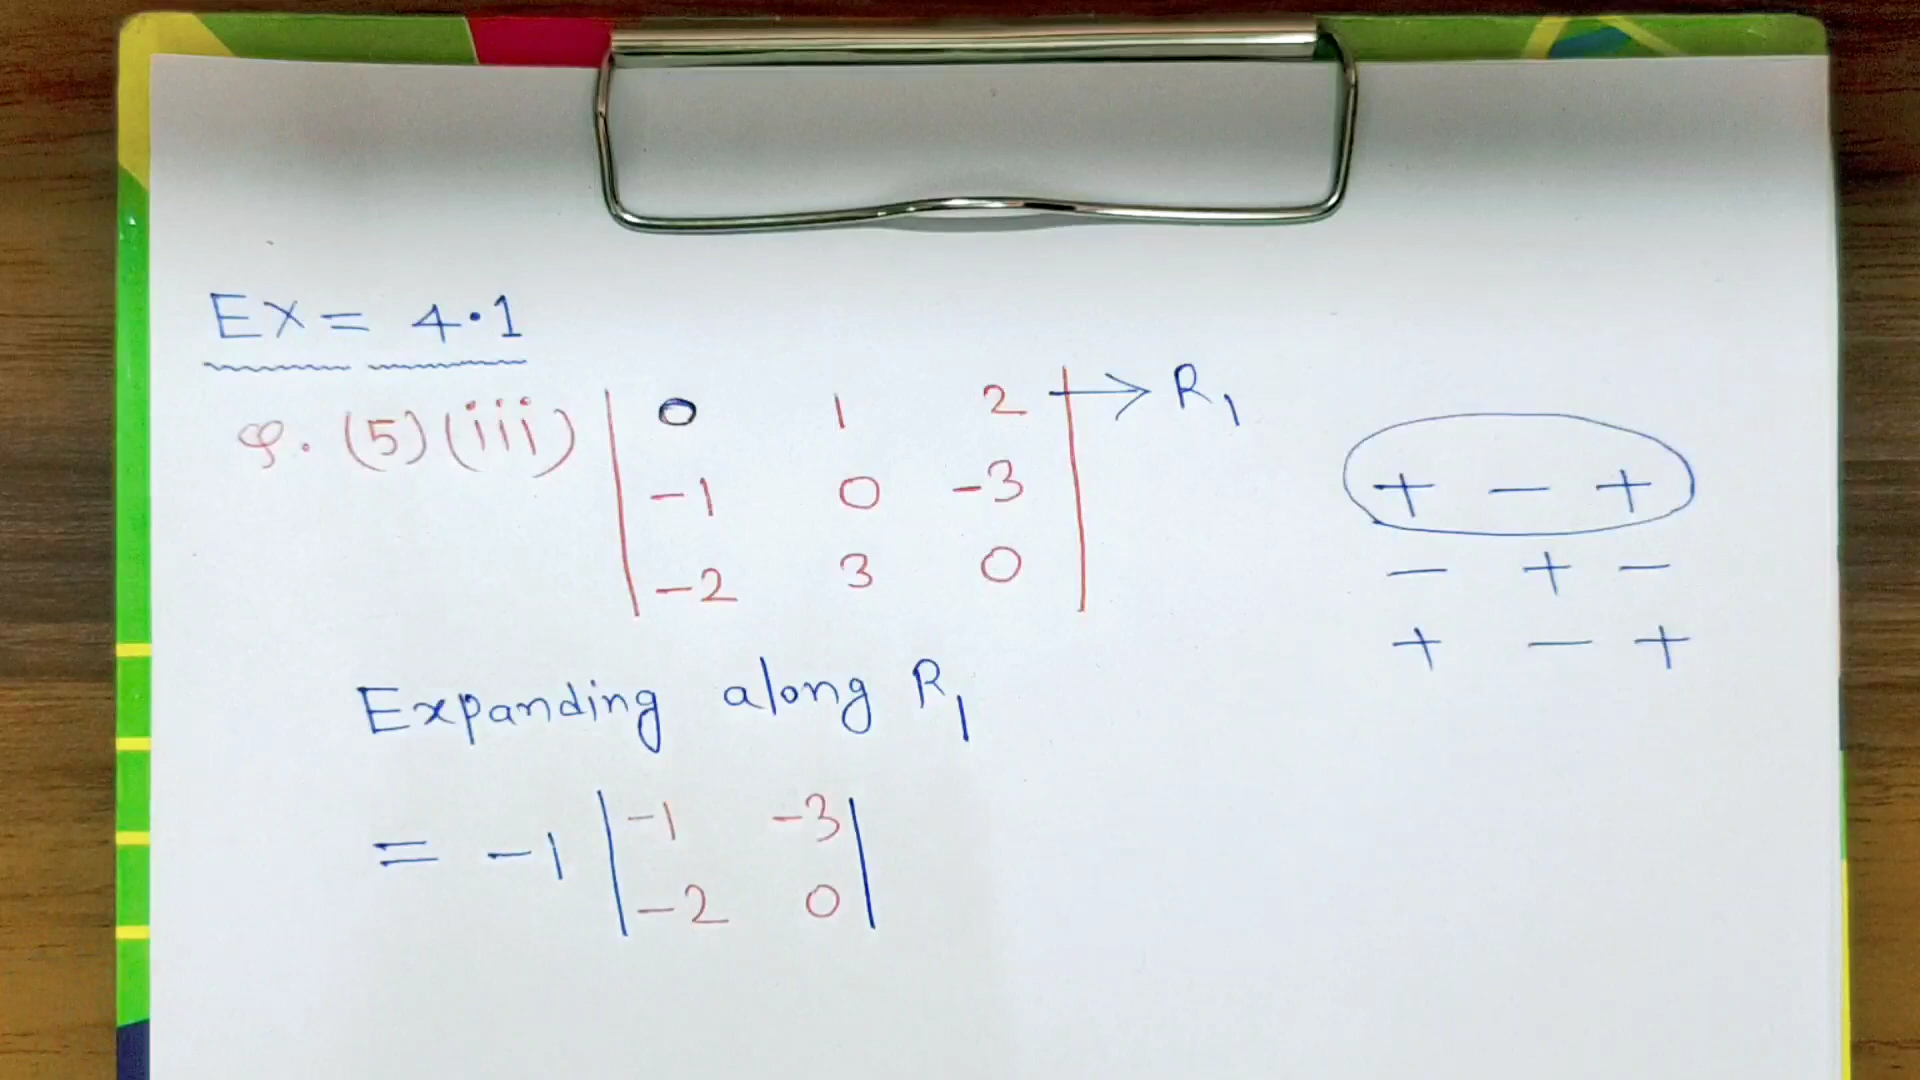 EX = 4.1
Q. (5)(iii) | 0 1 2 | → R₁
| -1 0 -3 |
| -2 3 0 |
+ - +
- + -
+ - +
Expanding along R₁
= -1 | -1 -3 |
| -2 0 |